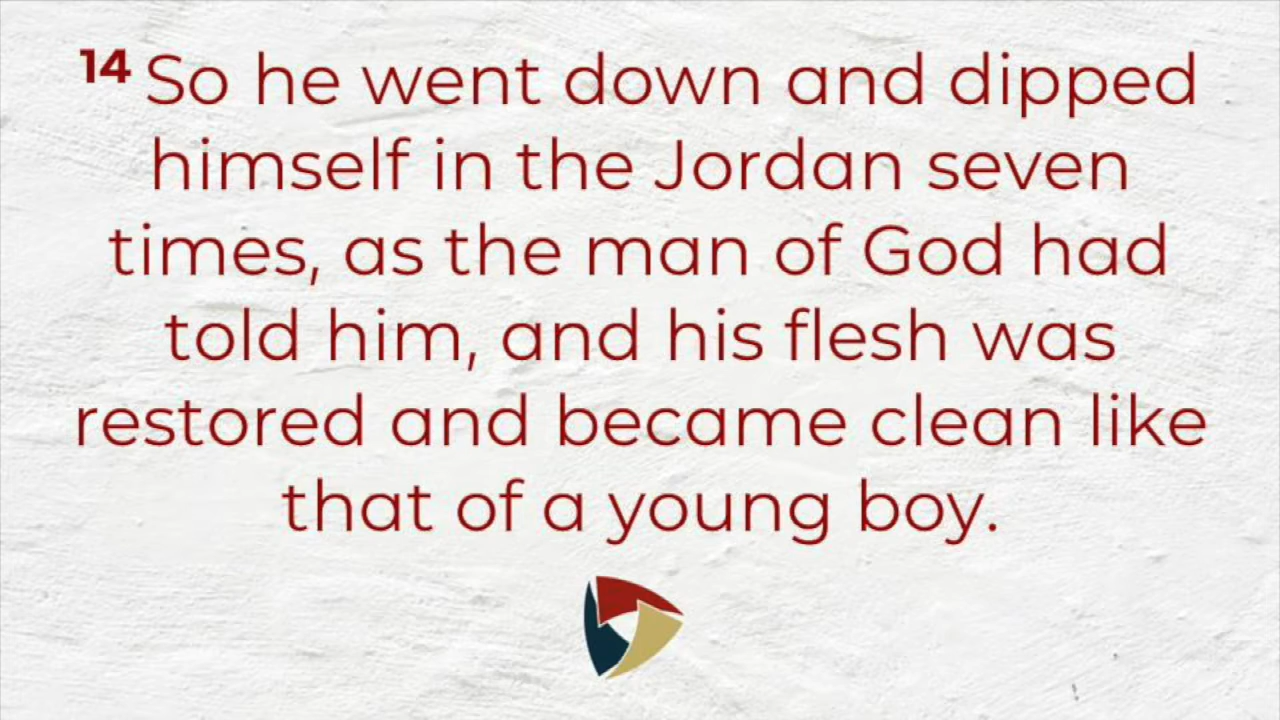 14 So he went down and dipped
himself in the Jordan seven
times, as the man of God had
told him, and his flesh was
restored and became clean like
that of a young boy.